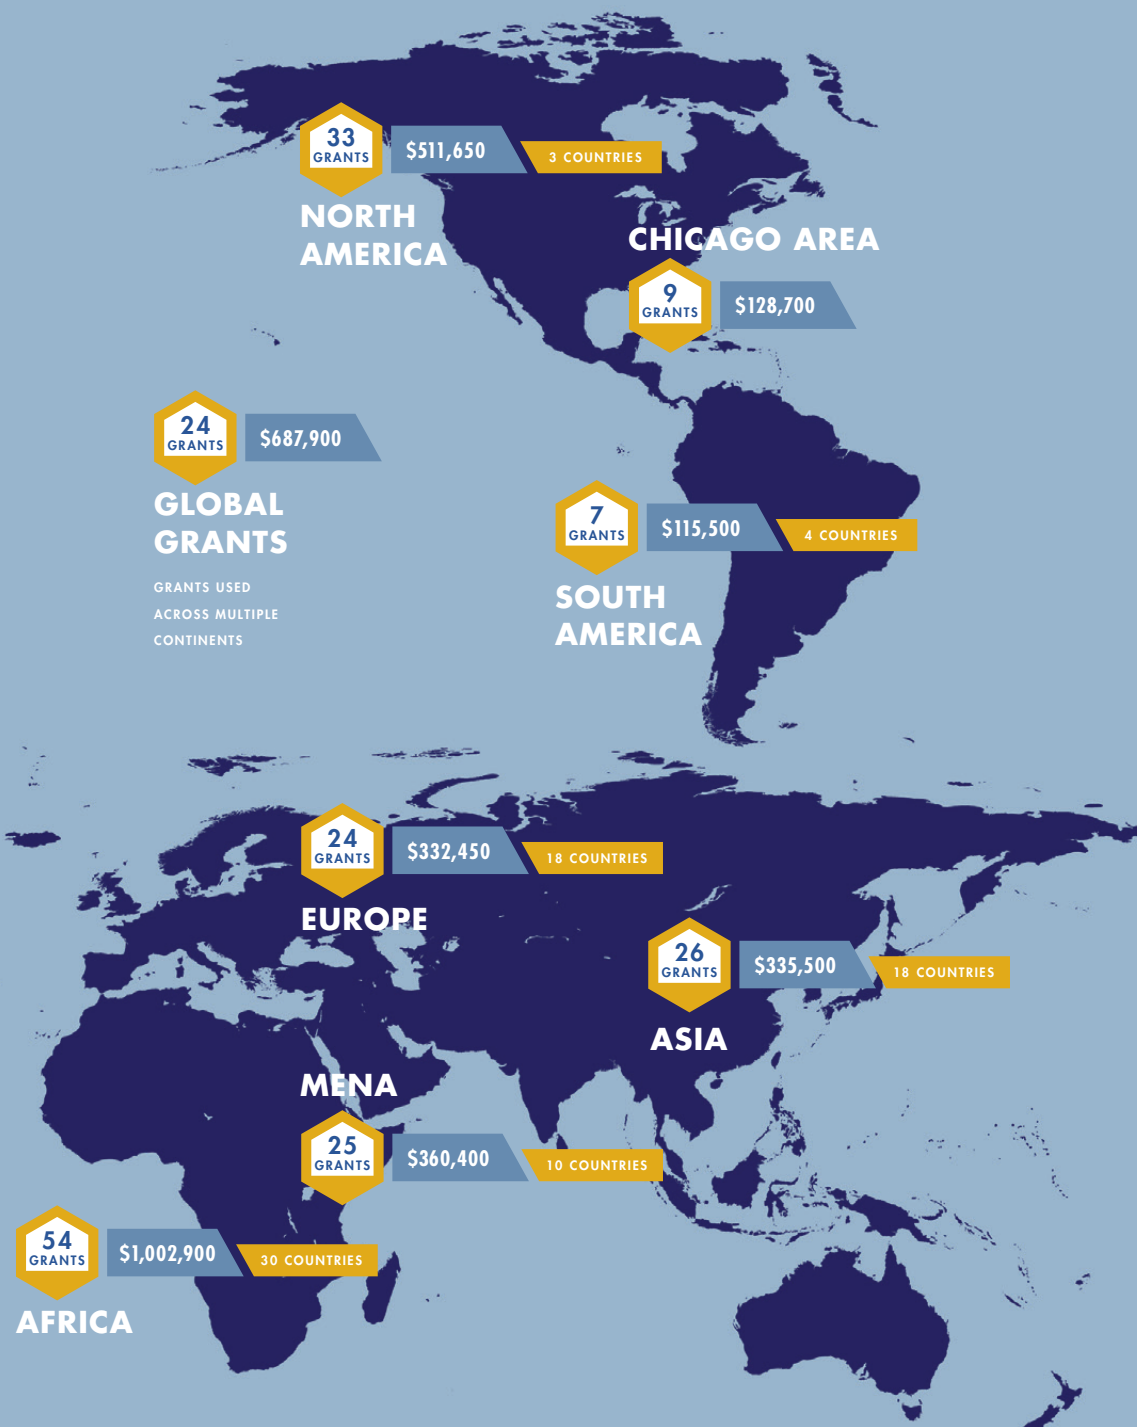 33
GRANTS
$511,650
3 COUNTRIES
NORTH
AMERICA
CHICAGO AREA
9
GRANTS
$128,700
24
GRANTS
$687,900
GLOBAL
GRANTS
GRANTS USED
ACROSS MULTIPLE
CONTINENTS
7
GRANTS
$115,500
4 COUNTRIES
SOUTH
AMERICA
24
GRANTS
$332,450
18 COUNTRIES
EUROPE
26
GRANTS
$335,500
18 COUNTRIES
ASIA
MENA
25
GRANTS
$360,400
10 COUNTRIES
54
GRANTS
$1,002,900
30 COUNTRIES
AFRICA